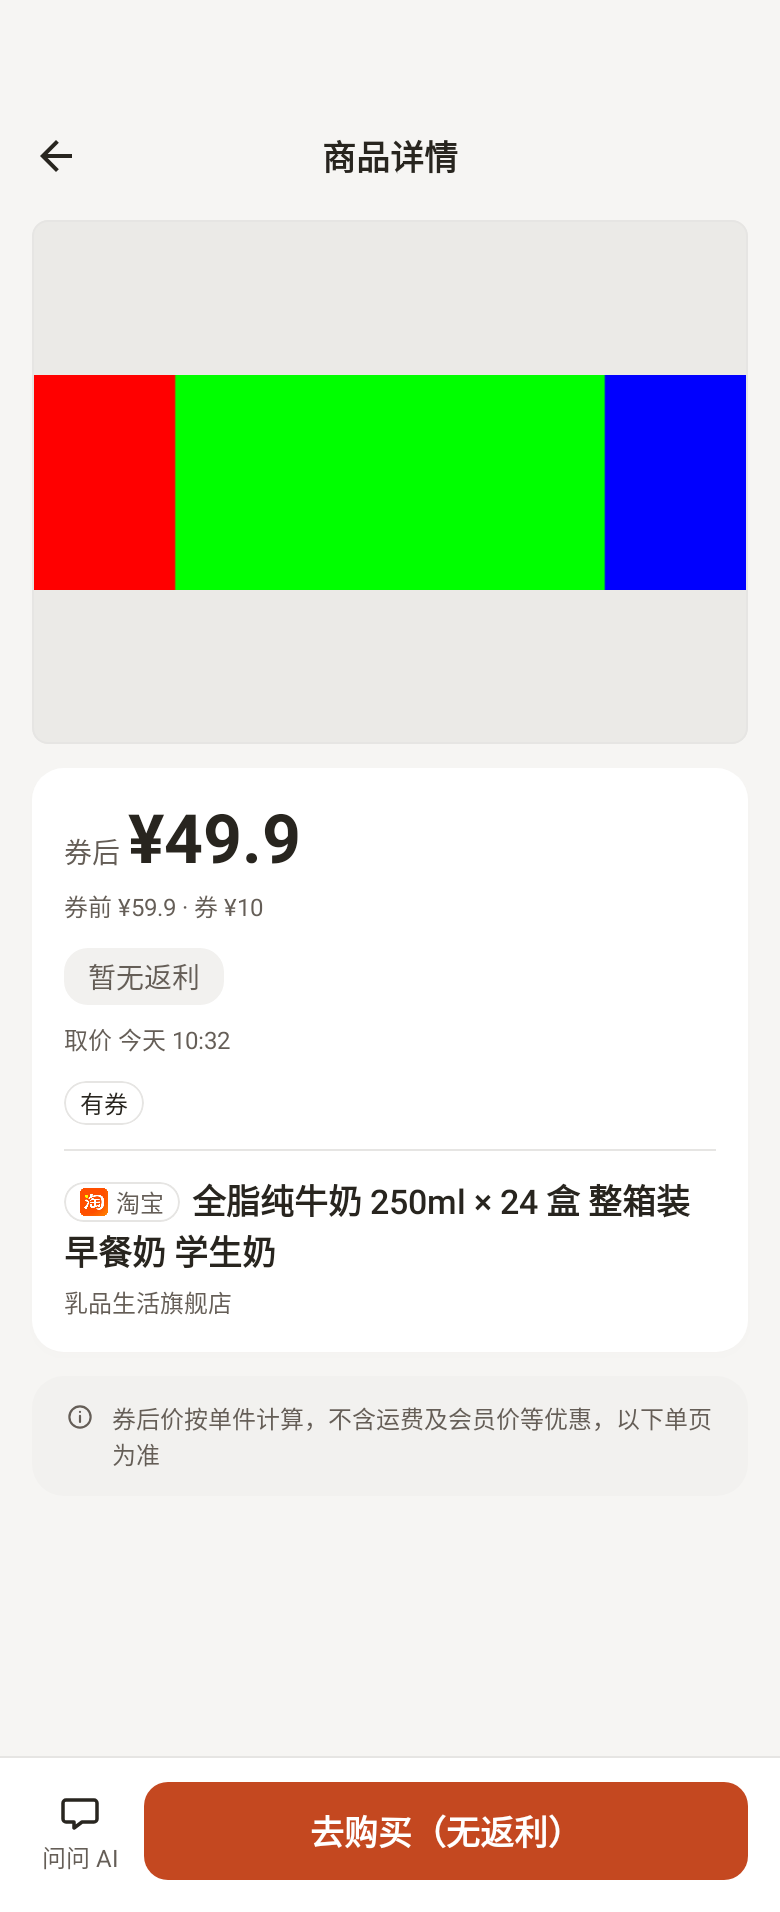 商品详情
券后 ¥49.9
券前 ¥59.9 · 券 ¥10
暂无返利
取价 今天 10:32
有券
淘 淘宝 全脂纯牛奶 250ml × 24 盒 整箱装
早餐奶 学生奶
乳品生活旗舰店
券后价按单件计算，不含运费及会员价等优惠，以下单页
为准
问问 AI
去购买（无返利）